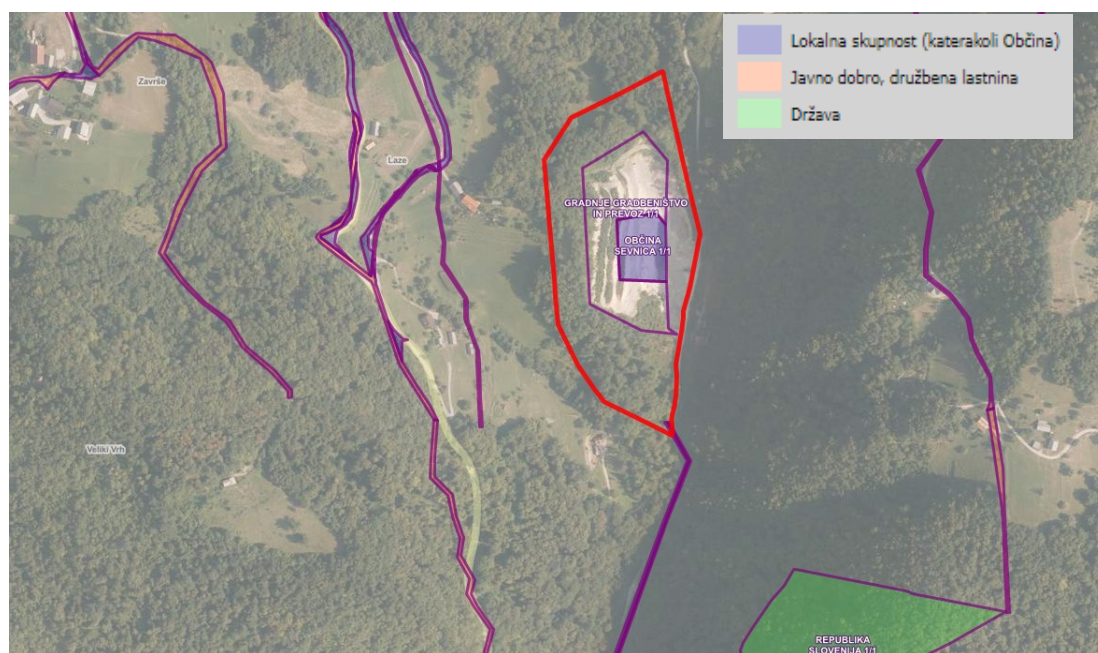 Lokalna skupnost (katerakoli Občina)
Javno dobro, družbena lastnina
Država
Završe
Laze
GRADNJE GRADBENIŠTVO
IN PREVOZ 1/1
OBČINA
SEVNICA 1/1
Veliki Vrh
REPUBLIKA
SLOVENIJA 1/1